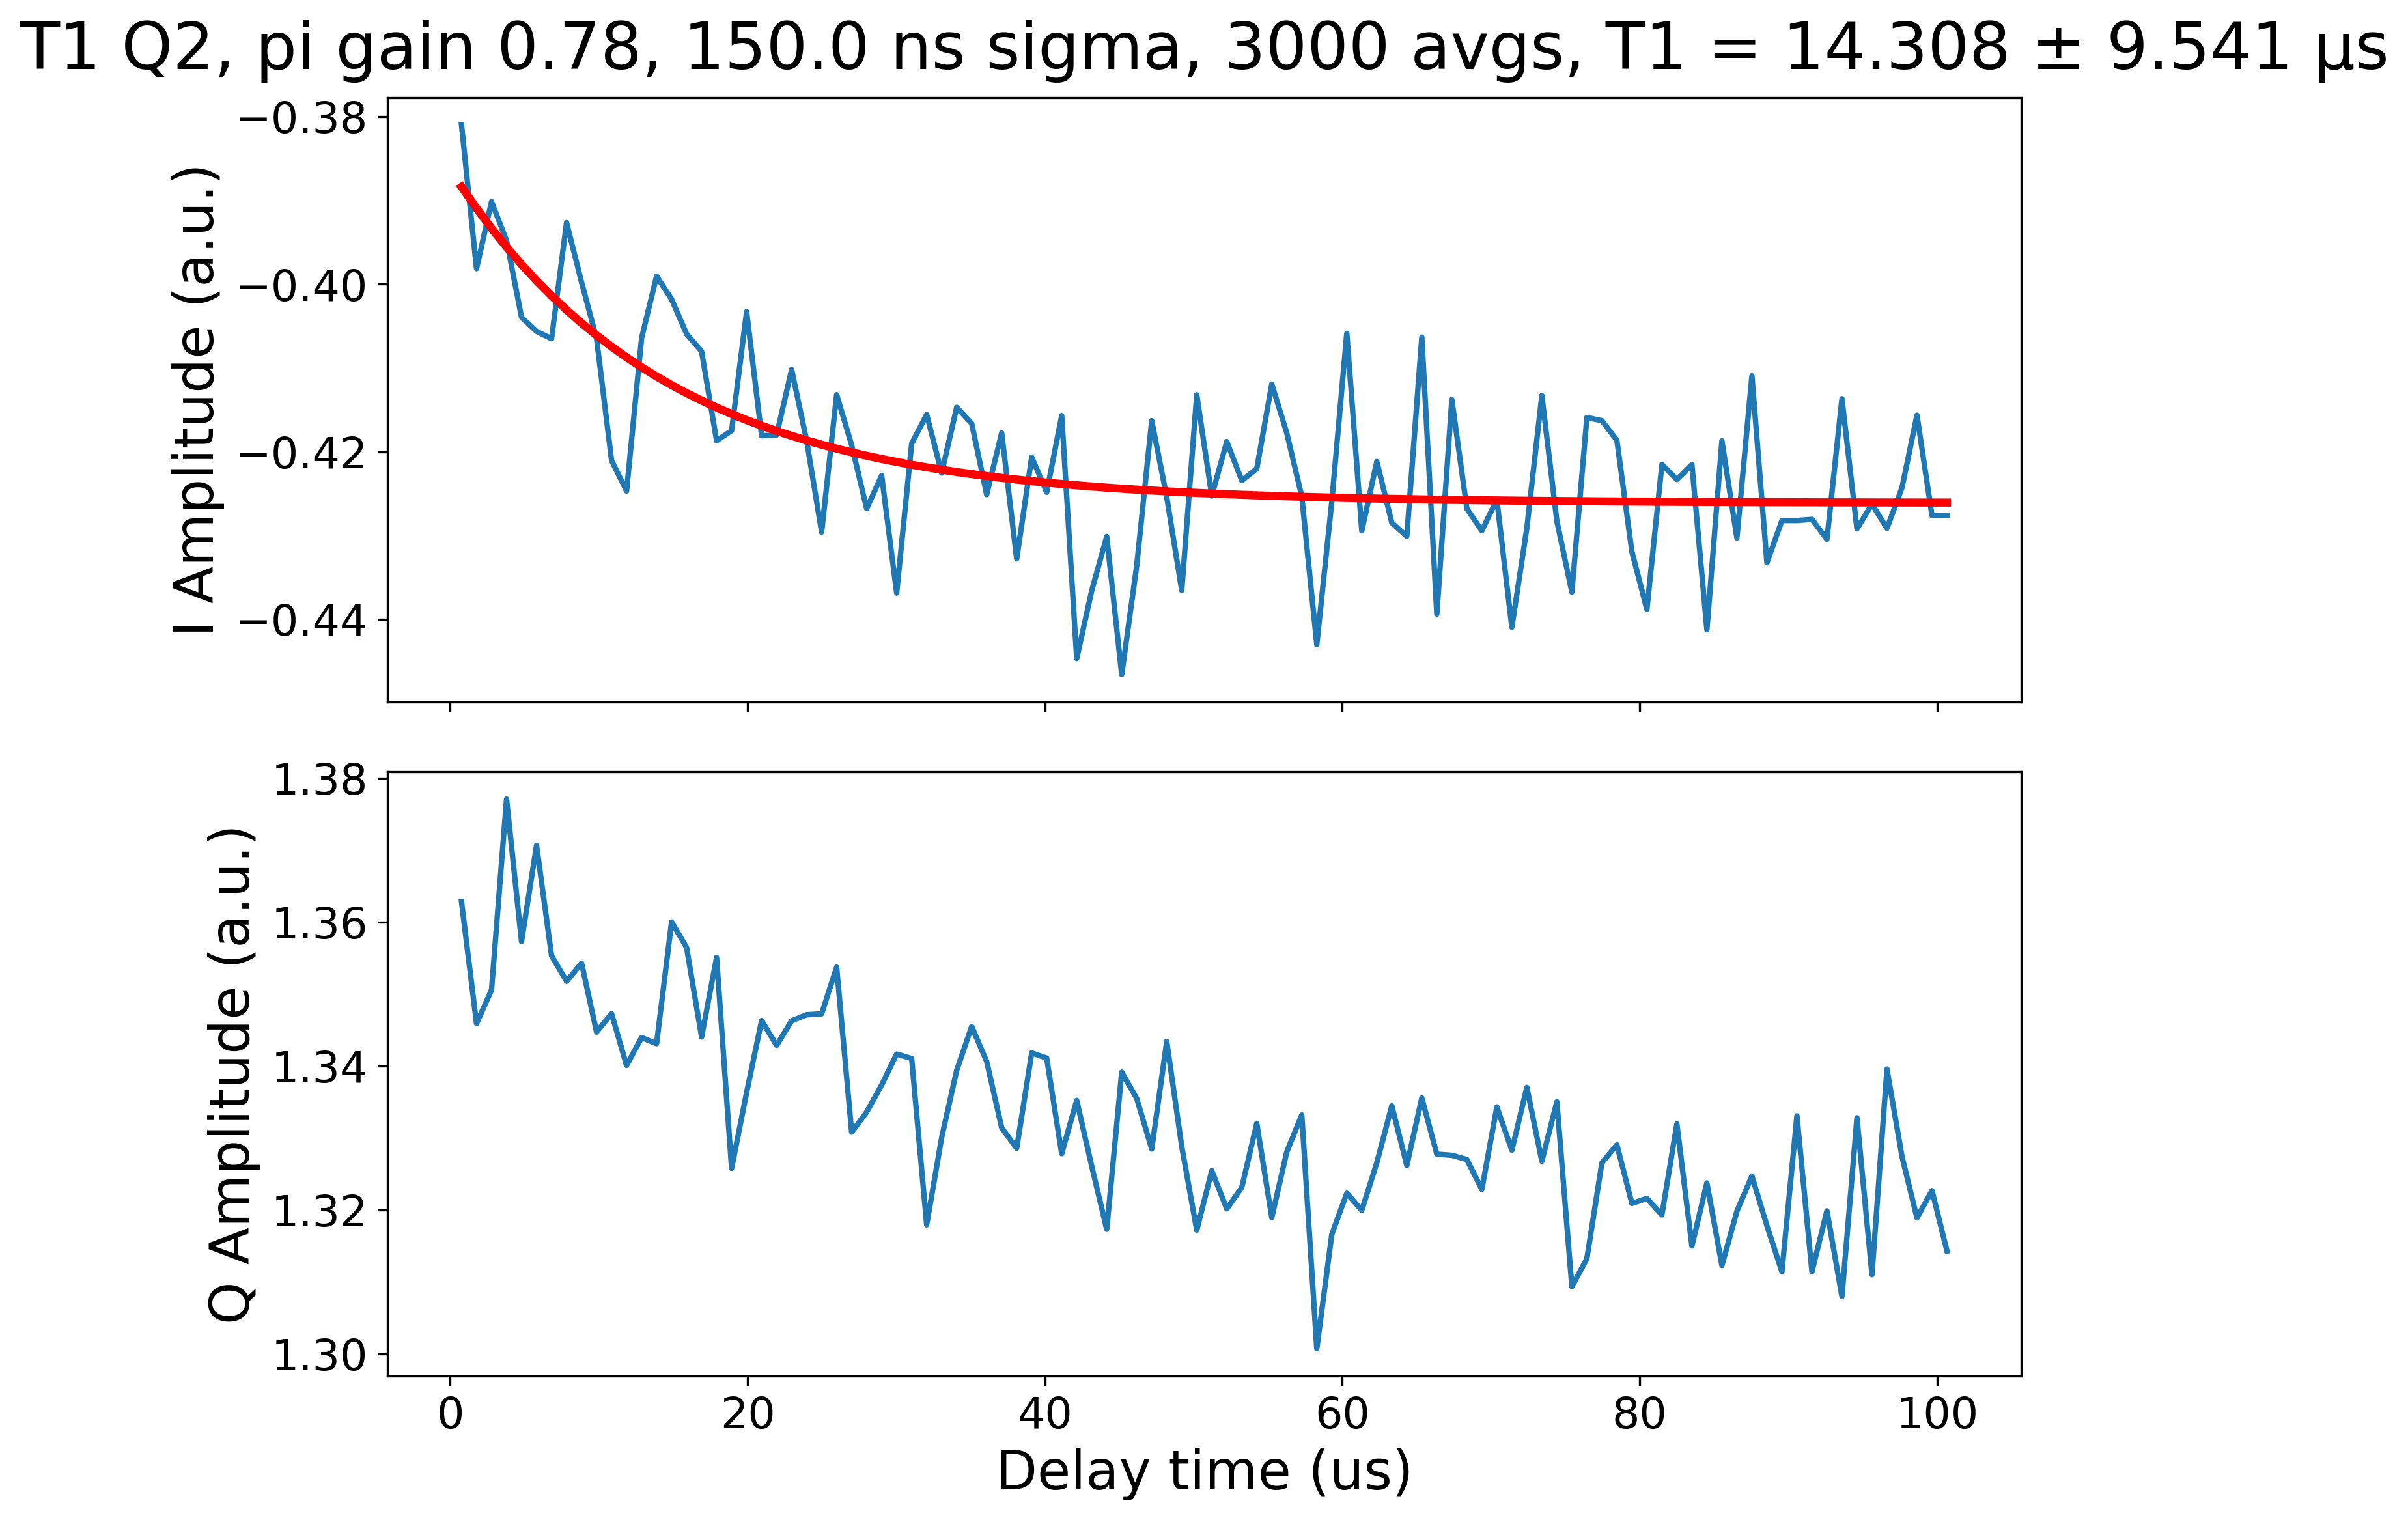 T1 Q2, pi gain 0.78, 150.0 ns sigma, 3000 avgs, T1 = 14.308 ± 9.541 μs
I Amplitude (a.u.)
−0.38
−0.40
−0.42
−0.44
Q Amplitude (a.u.)
1.38
1.36
1.34
1.32
1.30
0 20 40 60 80 100
Delay time (us)